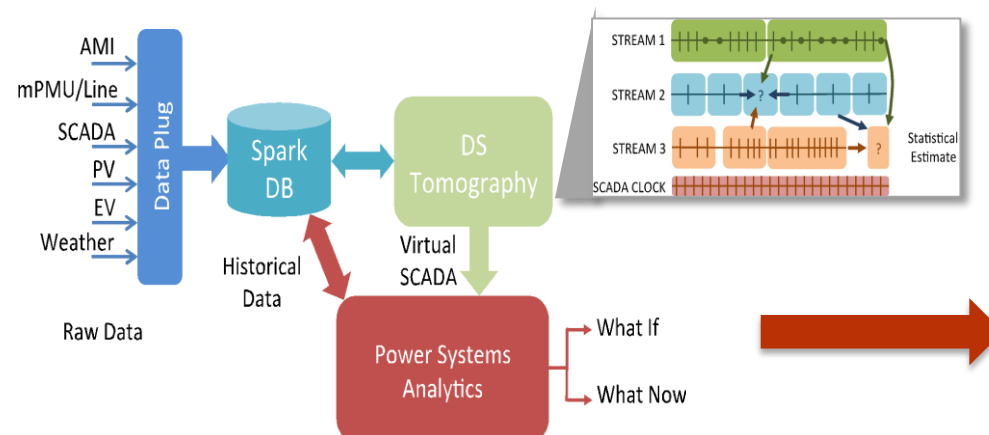 AMI
mPMU/Line
SCADA
PV
EV
Weather
Raw Data
Data Plug
Spark
DB
Historical
Data
DS
Tomography
Virtual
SCADA
Power Systems
Analytics
What If
What Now
STREAM 1
STREAM 2
?
STREAM 3
?
Statistical
Estimate
SCADA CLOCK